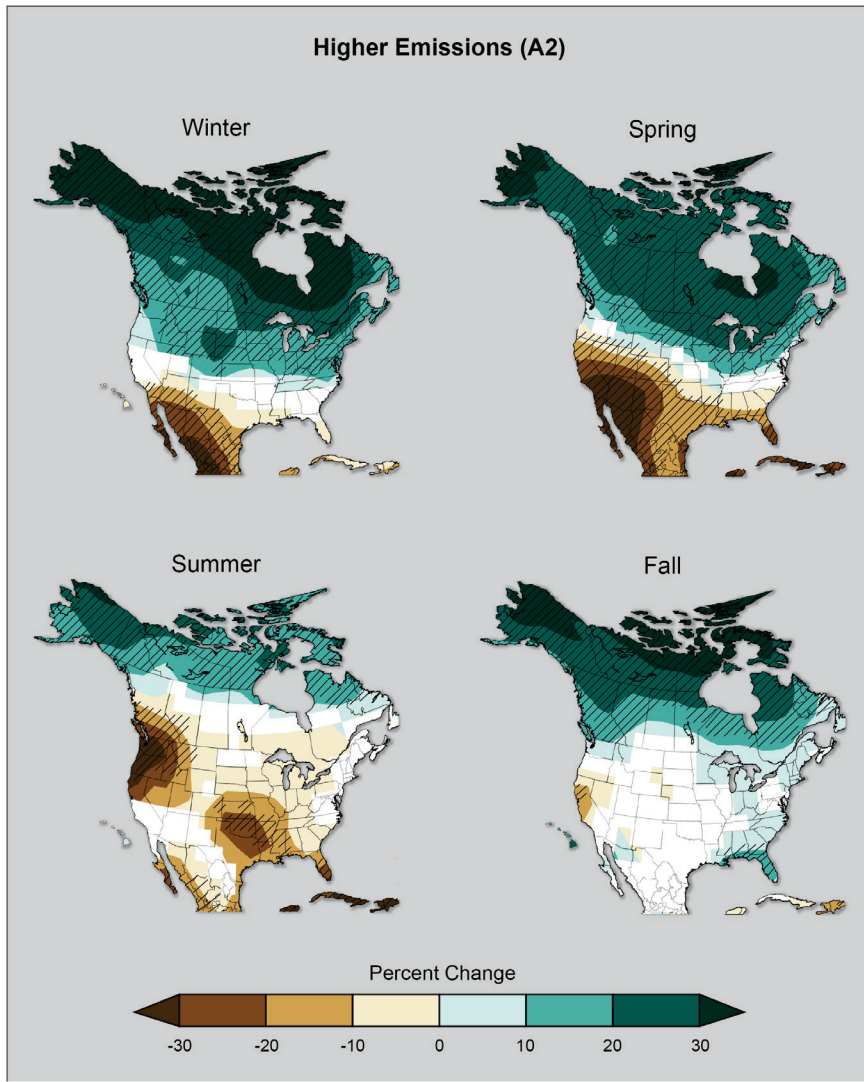 Higher Emissions (A2)
Winter
Spring
Summer
Fall
Percent Change
-30 -20 -10 0 10 20 30